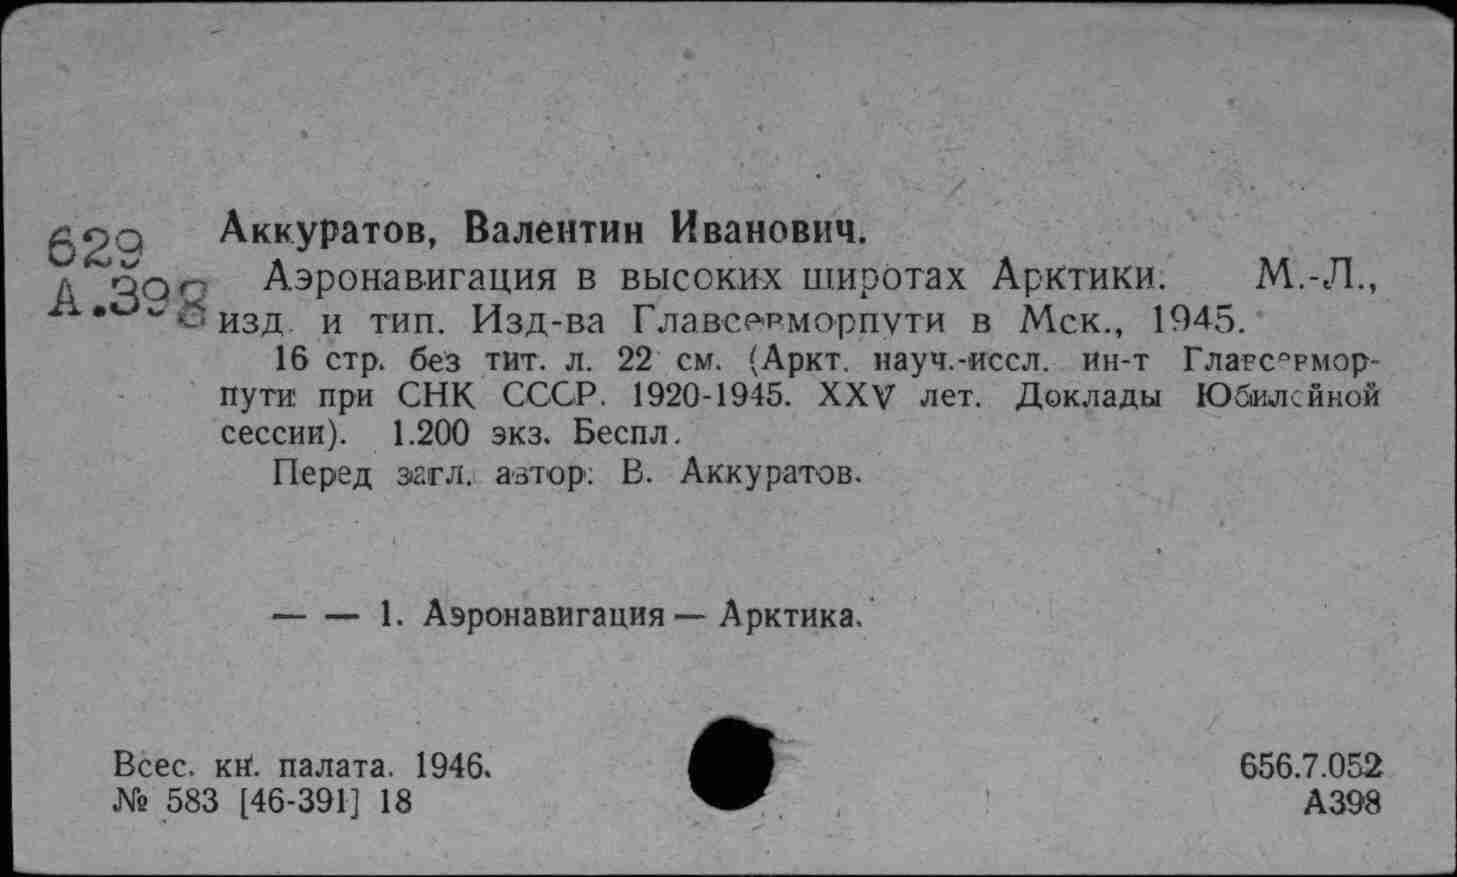 629
А.398
Аккуратов, Валентин Иванович.
Аэронавигация в высоких широтах Арктики. М.-Л.,
изд. и тип. Изд-ва Главсевморпути в Мск., 1945.
16 стр. без тит. л. 22 см. (Аркт. науч.-иссл. ин-т Главсевмор-
пути при СНК СССР. 1920-1945. XXV лет. Доклады Юбилейной
сессии). 1.200 экз. Беспл.
Перед загл. автор: В. Аккуратов.
— — 1. Аэронавигация — Арктика.
Всес. кн. палата. 1946.
№ 583 [46-391] 18
656.7.052
А398